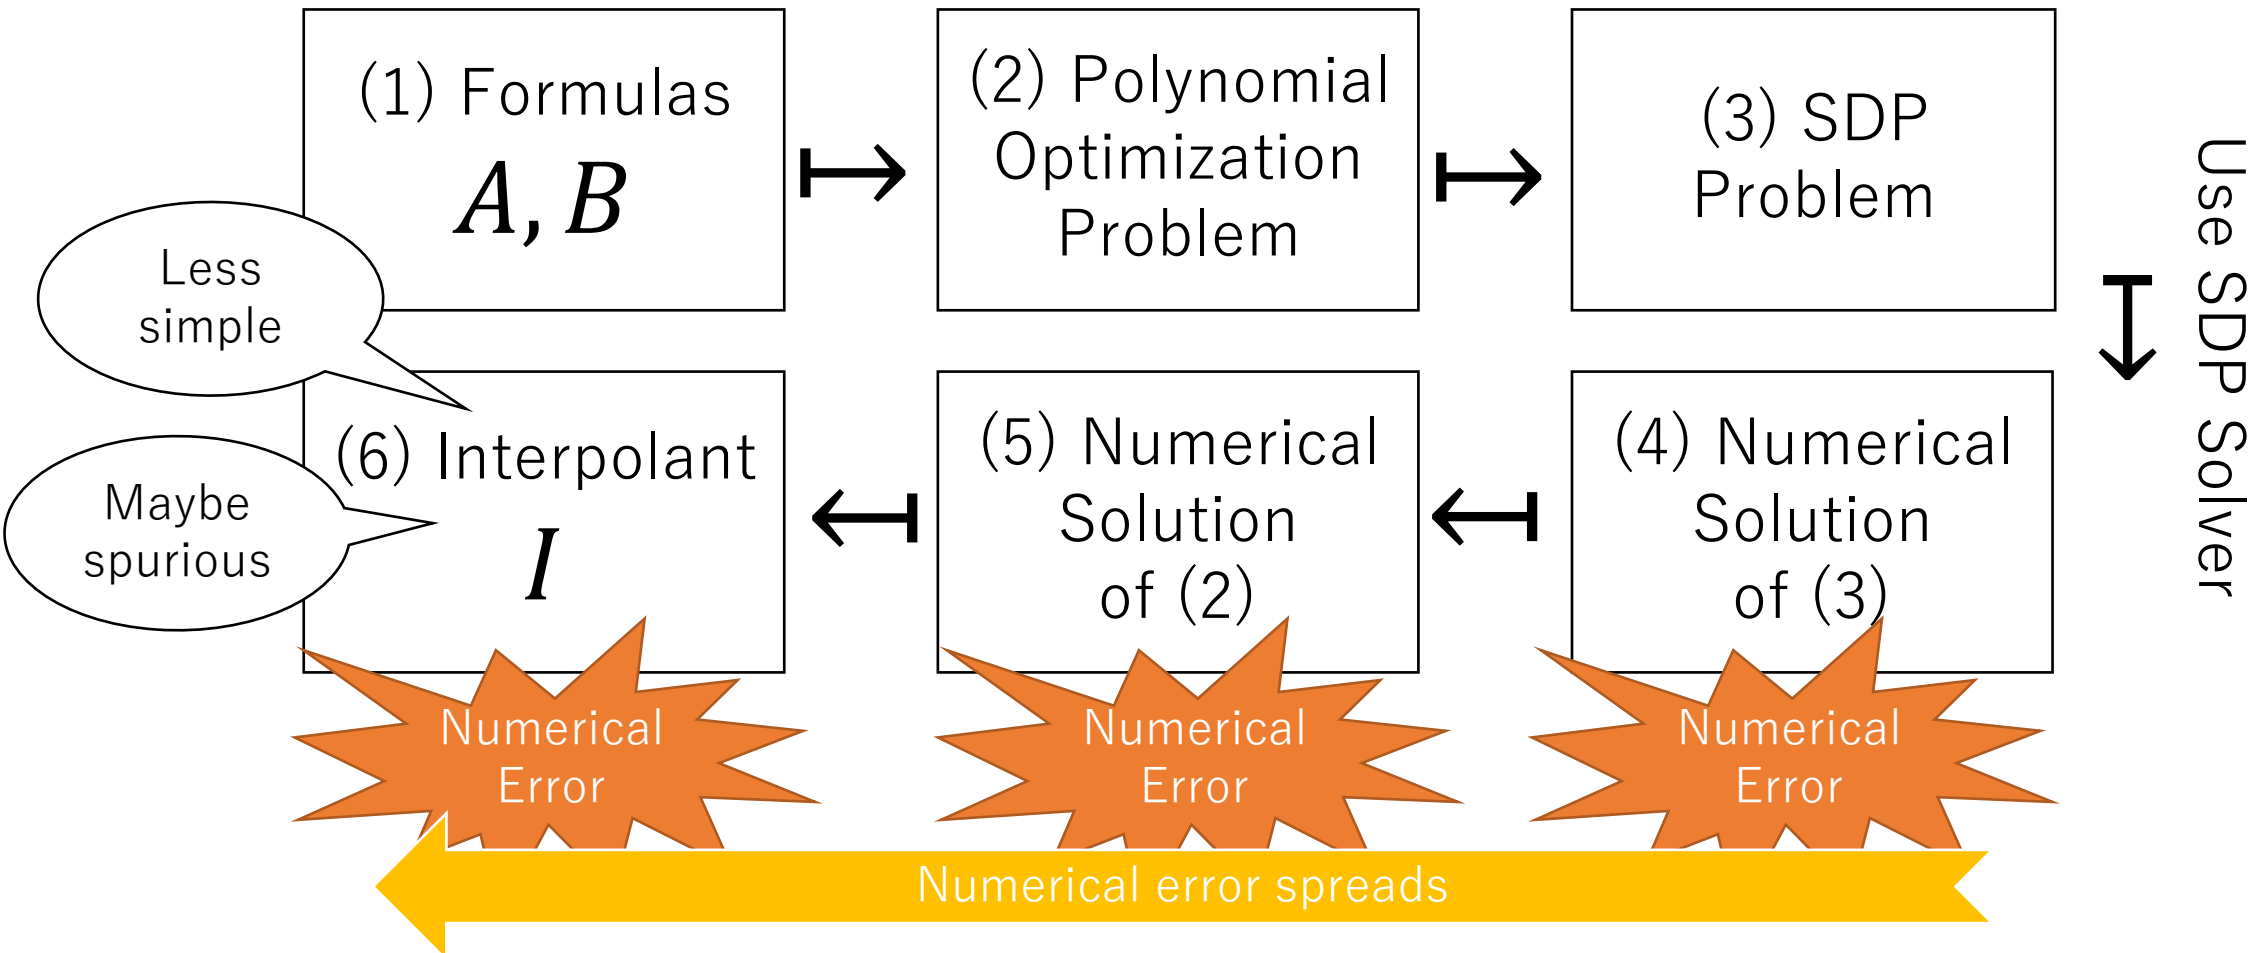 (1) Formulas
A, B
(2) Polynomial
Optimization
Problem
(3) SDP
Problem
Use SDP Solver
(4) Numerical
Solution
of (3)
(5) Numerical
Solution
of (2)
(6) Interpolant
I
Less
simple
Maybe
spurious
Numerical
Error
Numerical
Error
Numerical
Error
Numerical error spreads